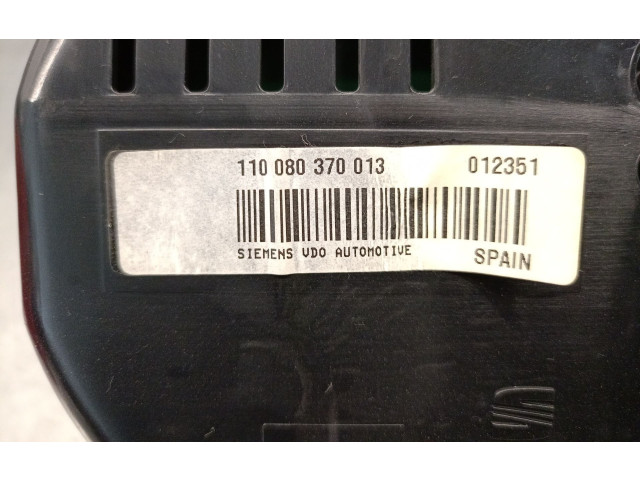 110 080 370 013 012351
SIEMENS VDO AUTOMOTIVE SPAIN